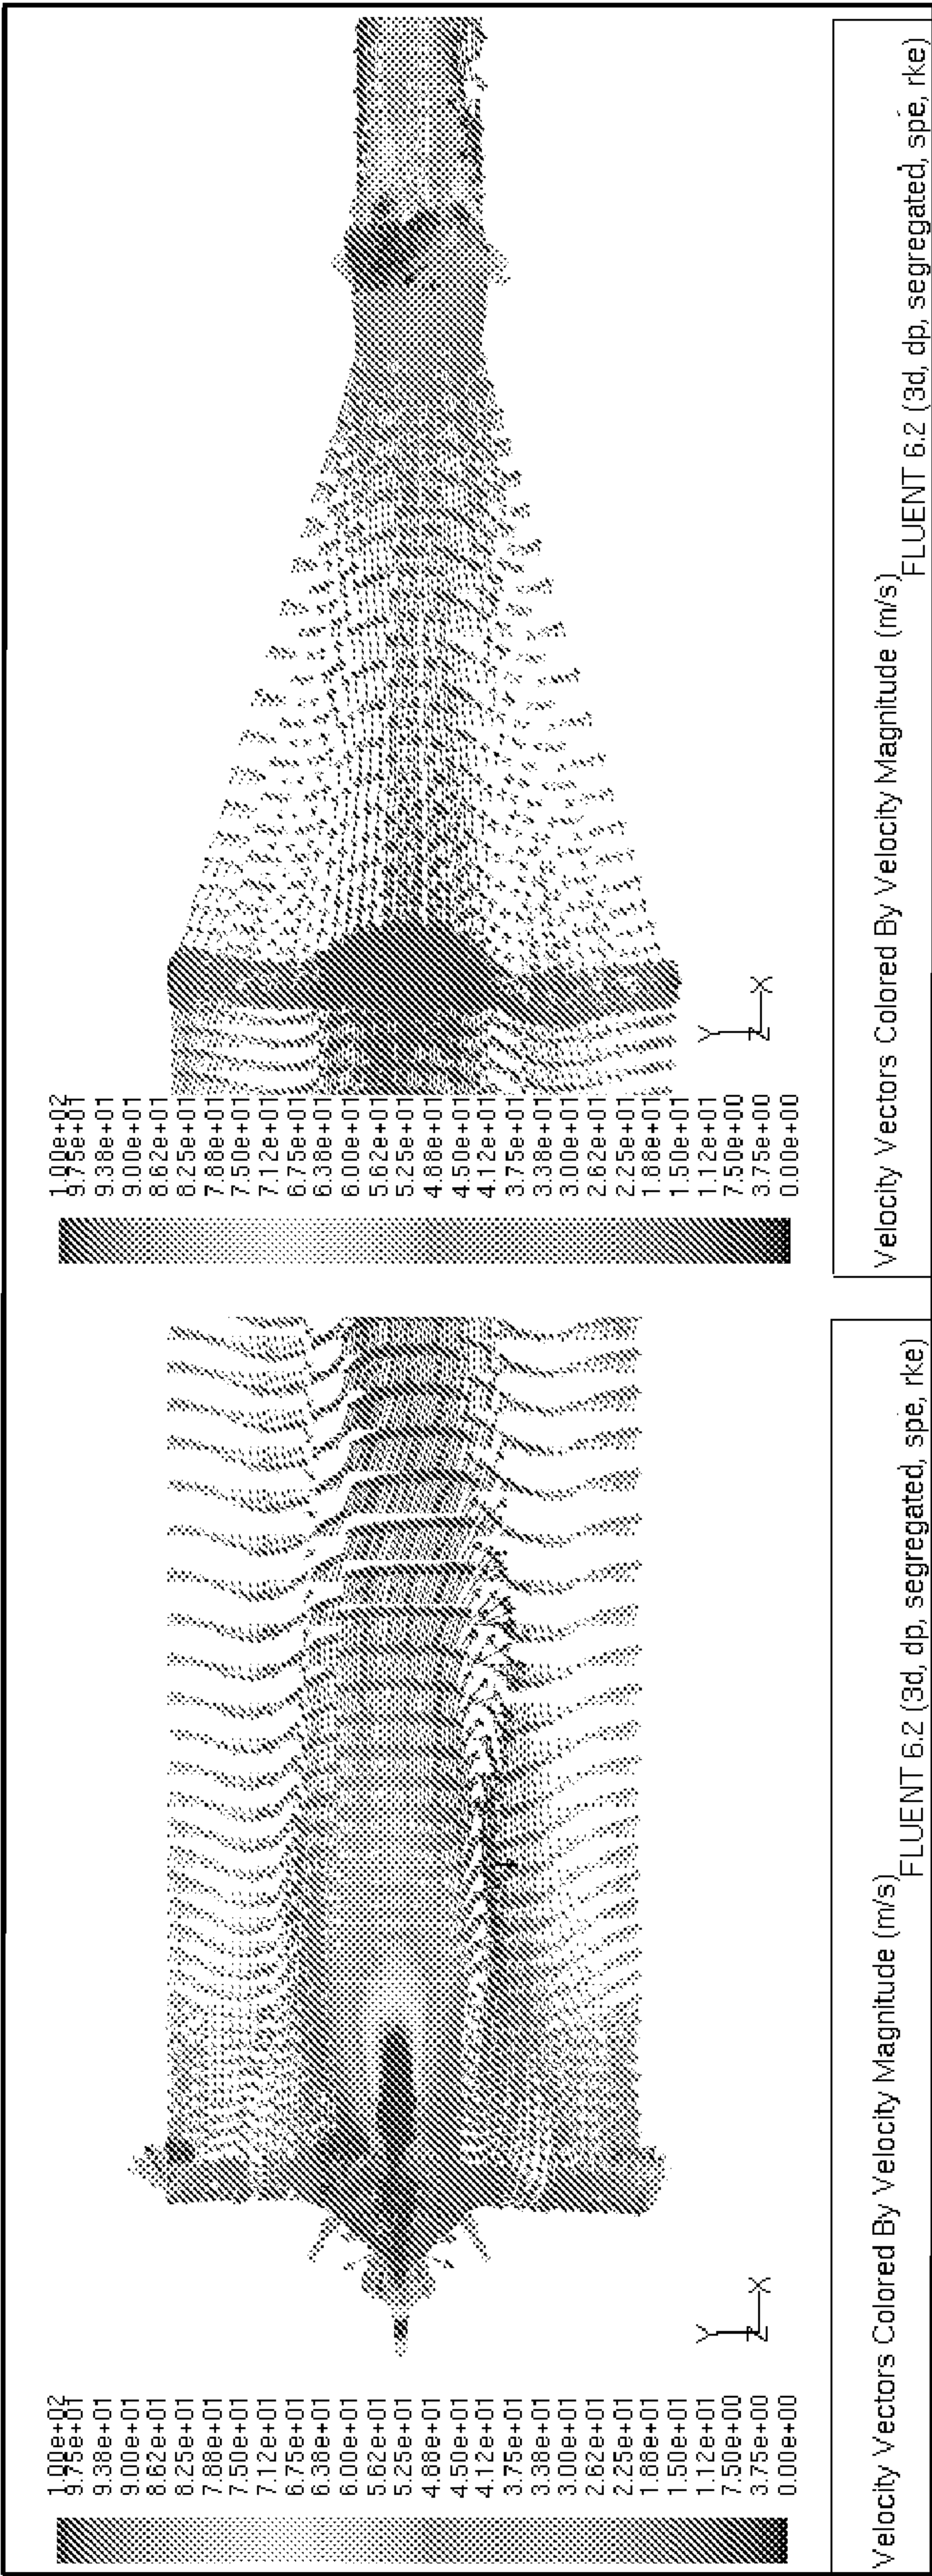 1.00e+02
9.75e+01
9.38e+01
9.00e+01
8.62e+01
8.25e+01
7.88e+01
7.50e+01
7.12e+01
6.75e+01
6.38e+01
6.00e+01
5.62e+01
5.25e+01
4.88e+01
4.50e+01
4.12e+01
3.75e+01
3.38e+01
3.00e+01
2.62e+01
2.25e+01
1.88e+01
1.50e+01
1.12e+01
7.50e+00
3.75e+00
0.00e+00
Y
Z X
Velocity Vectors Colored By Velocity Magnitude (m/s)
FLUENT 6.2 (3d, dp, segregated, spe, rke)
1.00e+02
9.75e+01
9.38e+01
9.00e+01
8.62e+01
8.25e+01
7.88e+01
7.50e+01
7.12e+01
6.75e+01
6.38e+01
6.00e+01
5.62e+01
5.25e+01
4.88e+01
4.50e+01
4.12e+01
3.75e+01
3.38e+01
3.00e+01
2.62e+01
2.25e+01
1.88e+01
1.50e+01
1.12e+01
7.50e+00
3.75e+00
0.00e+00
Y
Z X
Velocity Vectors Colored By Velocity Magnitude (m/s)
FLUENT 6.2 (3d, dp, segregated, spe, rke)